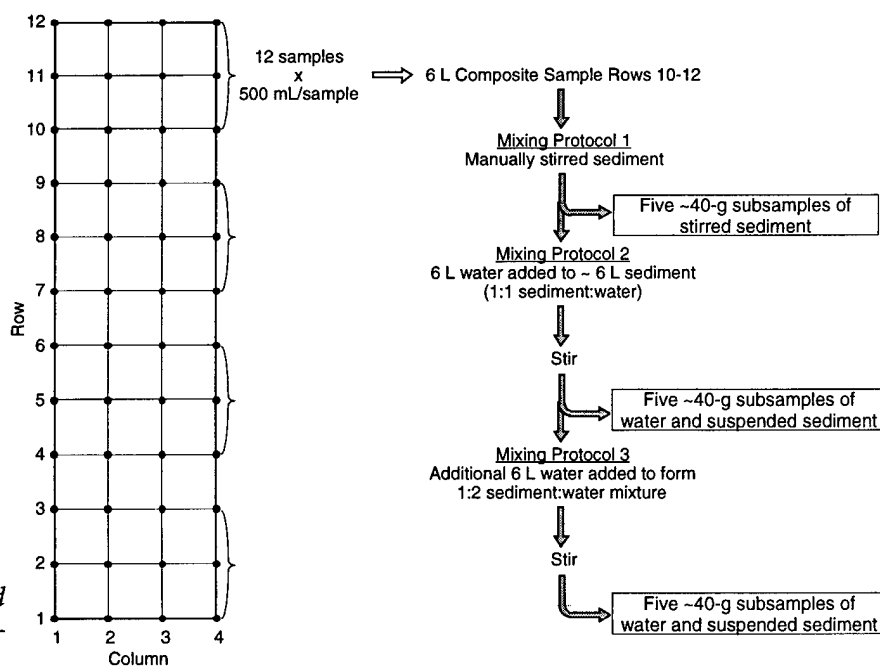 12
11
10
9
8
7
6
5
4
3
2
1
Row
1 2 3 4
Column
12 samples
x
500 mL/sample
6 L Composite Sample Rows 10-12
Mixing Protocol 1
Manually stirred sediment
Five ~40-g subsamples of
stirred sediment
Mixing Protocol 2
6 L water added to ~ 6 L sediment
(1:1 sediment:water)
Stir
Five ~40-g subsamples of
water and suspended sediment
Mixing Protocol 3
Additional 6 L water added to form
1:2 sediment:water mixture
Stir
Five ~40-g subsamples of
water and suspended sediment